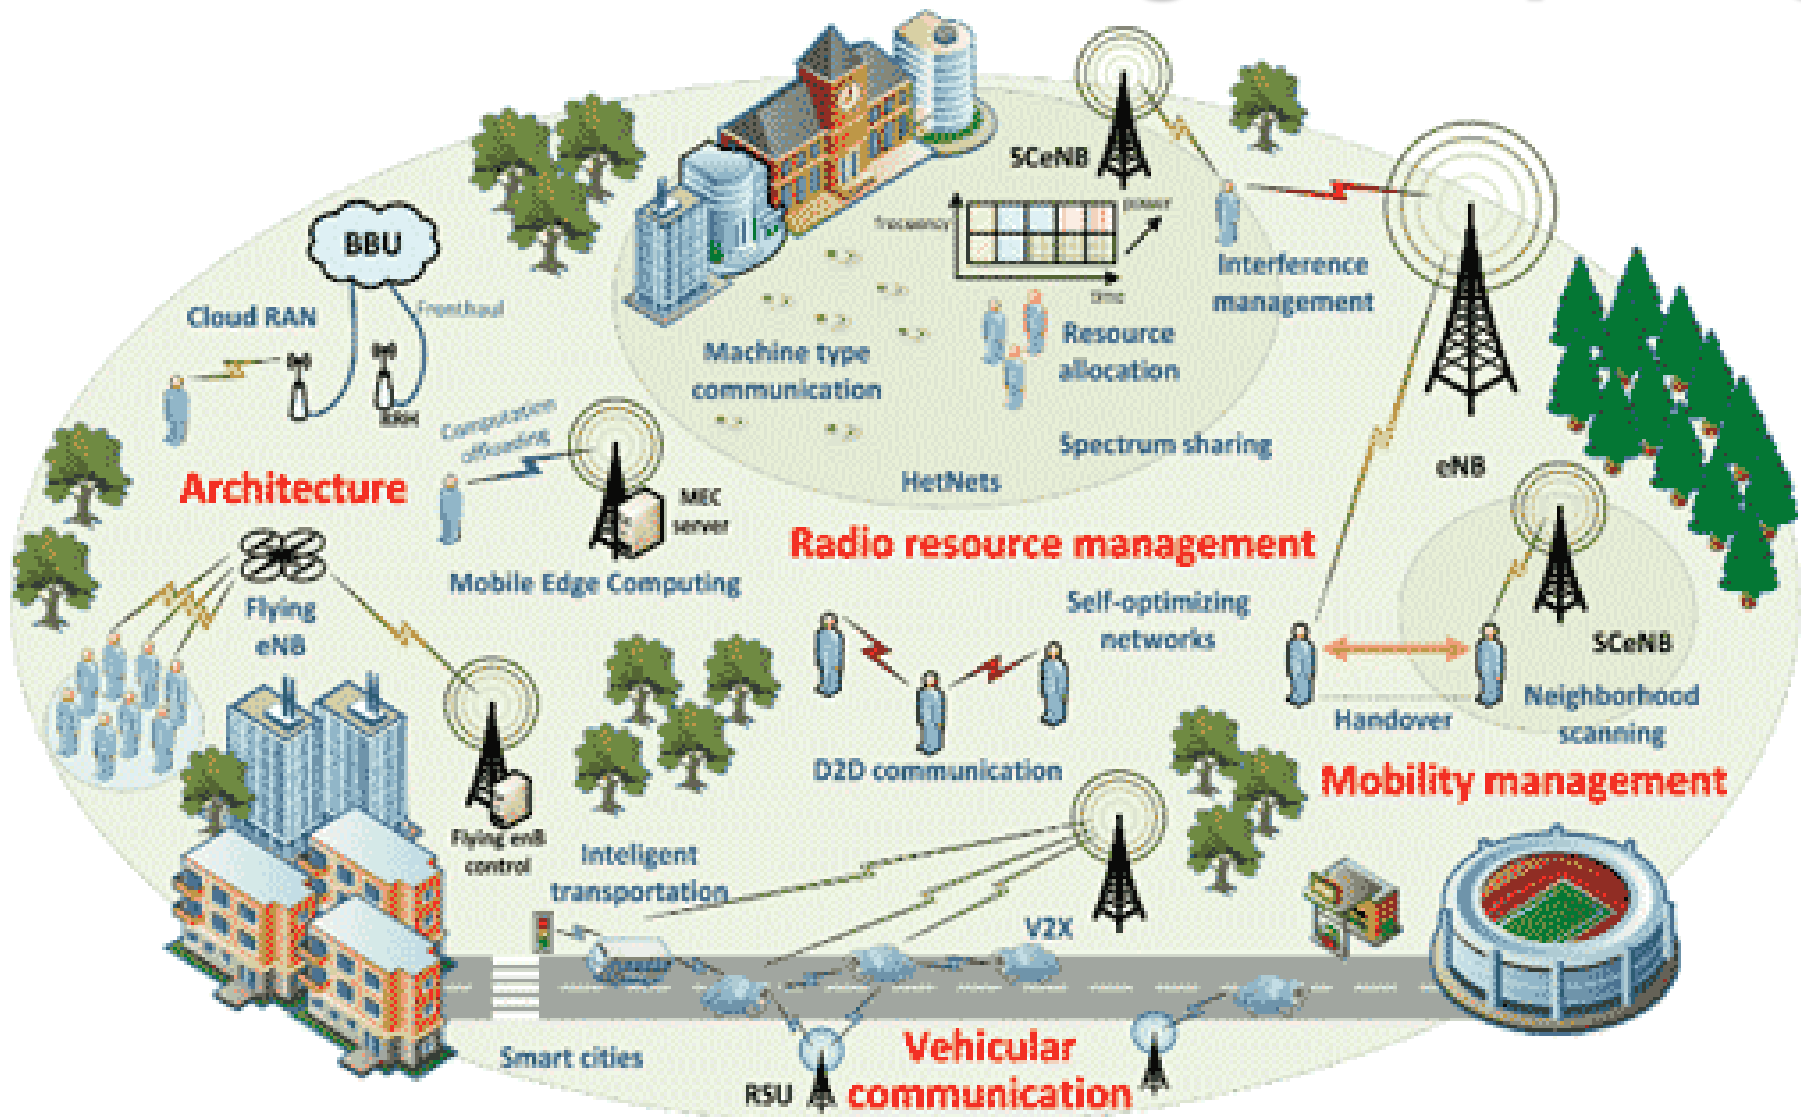 SCeNB
frequency
power
time
BBU
Cloud RAN
Fronthaul
RRH
Interference
management
Machine type
communication
Resource
allocation
Spectrum sharing
HetNets
eNB
Computation
offloading
MEC
server
Mobile Edge Computing
Architecture
Radio resource management
Flying
eNB
Self-optimizing
networks
SCeNB
Neighborhood
scanning
Handover
D2D communication
Mobility management
Flying enB
control
Inteligent
transportation
V2X
Smart cities
RSU
Vehicular
communication